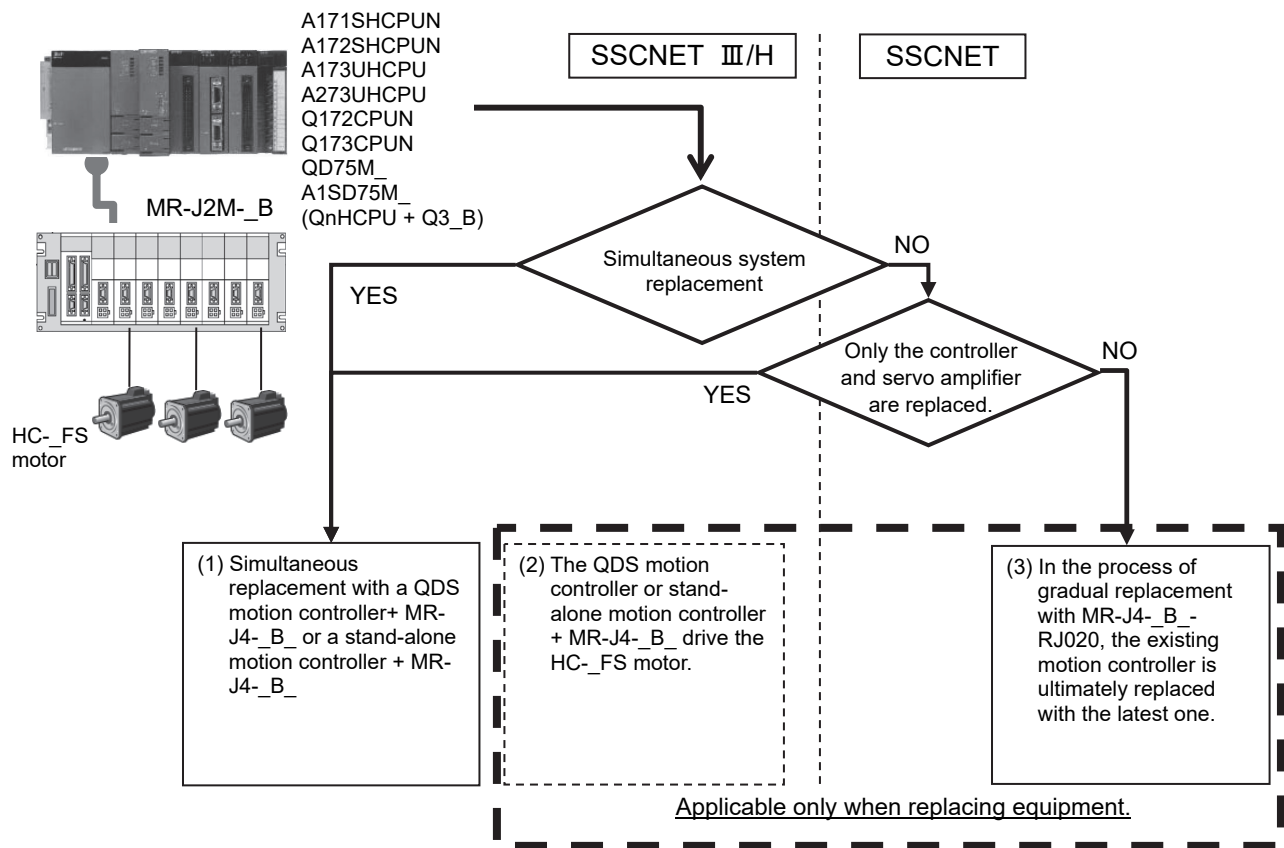 A171SHCPUN
A172SHCPUN
A173UHCPU
A273UHCPU
Q172CPUN
Q173CPUN
QD75M_
A1SD75M_
(QnHCPU + Q3_B)
SSCNET Ⅲ/H
SSCNET
MR-J2M-_B
HC-_FS
motor
Simultaneous system
replacement
YES
NO
Only the controller
and servo amplifier
are replaced.
YES
NO
(1) Simultaneous
replacement with a QDS
motion controller+ MR-
J4-_B_ or a stand-alone
motion controller + MR-
J4-_B_
(2) The QDS motion
controller or stand-
alone motion controller
+ MR-J4-_B_ drive the
HC-_FS motor.
(3) In the process of
gradual replacement
with MR-J4-_B_-
RJ020, the existing
motion controller is
ultimately replaced
with the latest one.
Applicable only when replacing equipment.